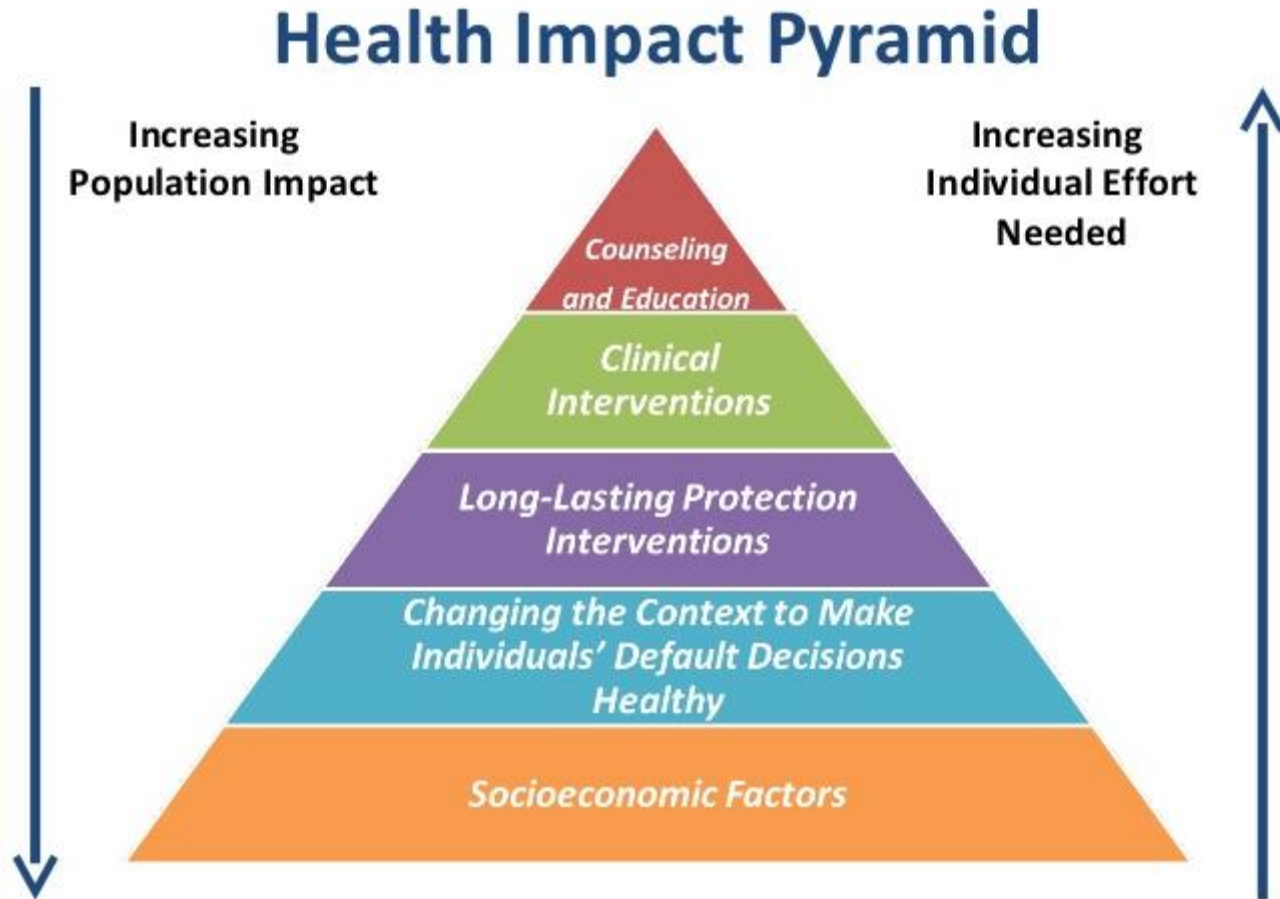 Health Impact Pyramid
Increasing
Population Impact
Increasing
Individual Effort
Needed
Counseling
and Education
Clinical
Interventions
Long-Lasting Protection
Interventions
Changing the Context to Make
Individuals’ Default Decisions
Healthy
Socioeconomic Factors